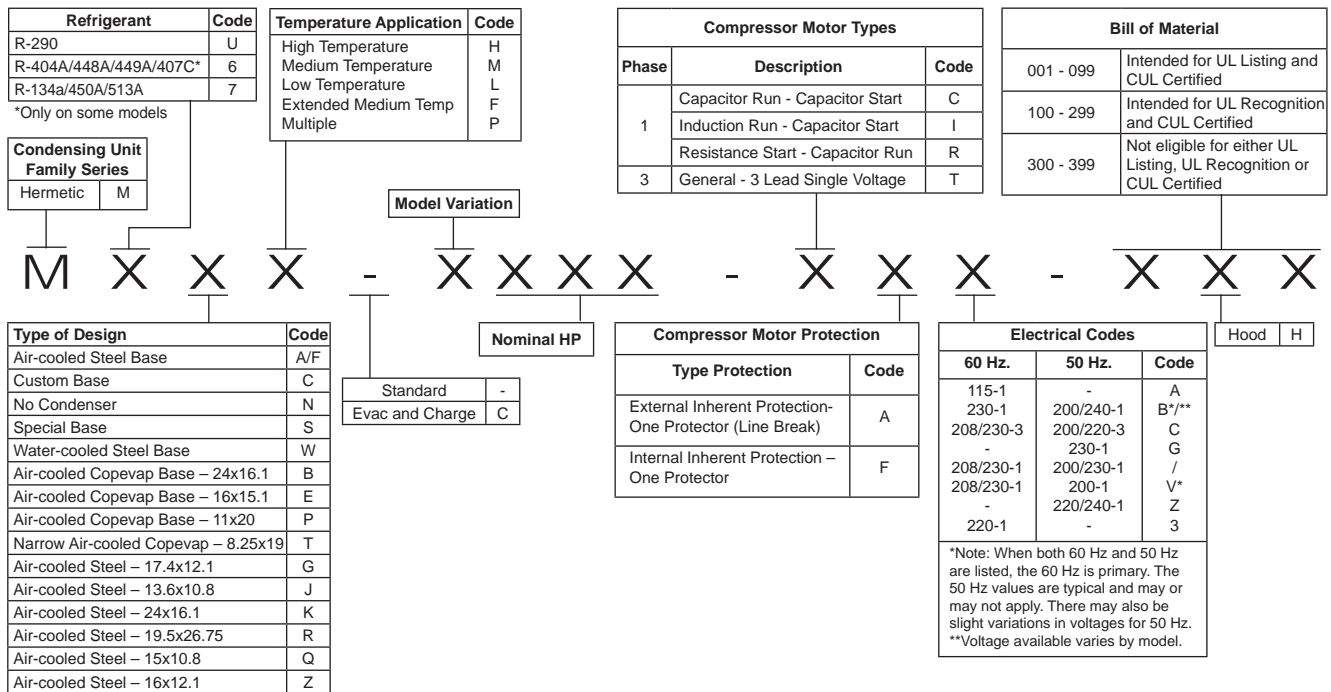 Refrigerant Code
R-290 U
R-404A/448A/449A/407C* 6
R-134a/450A/513A 7
*Only on some models
Condensing Unit
Family Series
Hermetic M
Temperature Application Code
High Temperature H
Medium Temperature M
Low Temperature L
Extended Medium Temp F
Multiple P
Model Variation
Compressor Motor Types
Phase Description Code
1
Capacitor Run - Capacitor Start C
Induction Run - Capacitor Start I
Resistance Start - Capacitor Run R
3 General - 3 Lead Single Voltage T
Bill of Material
001 - 099
Intended for UL Listing and
CUL Certified
100 - 299
Intended for UL Recognition
and CUL Certified
300 - 399
Not eligible for either UL
Listing, UL Recognition or
CUL Certified
M X X X - X X X X - X X X - X X X
Type of Design Code
Air-cooled Steel Base A/F
Custom Base C
No Condenser N
Special Base S
Water-cooled Steel Base W
Air-cooled Copevap Base – 24x16.1 B
Air-cooled Copevap Base – 16x15.1 E
Air-cooled Copevap Base – 11x20 P
Narrow Air-cooled Copevap – 8.25x19 T
Air-cooled Steel – 17.4x12.1 G
Air-cooled Steel – 13.6x10.8 J
Air-cooled Steel – 24x16.1 K
Air-cooled Steel – 19.5x26.75 R
Air-cooled Steel – 15x10.8 Q
Air-cooled Steel – 16x12.1 Z
Standard -
Evac and Charge C
Nominal HP
Compressor Motor Protection
Type Protection Code
External Inherent Protection-
One Protector (Line Break)
A
Internal Inherent Protection –
One Protector
F
Electrical Codes
60 Hz. 50 Hz. Code
115-1 - A
230-1 200/240-1 B*/**
208/230-3 200/220-3 C
- 230-1 G
208/230-1 200/230-1 /
208/230-1 200-1 V*
- 220/240-1 Z
220-1 - 3
*Note: When both 60 Hz and 50 Hz
are listed, the 60 Hz is primary. The
50 Hz values are typical and may or
may not apply. There may also be
slight variations in voltages for 50 Hz.
**Voltage available varies by model.
Hood H